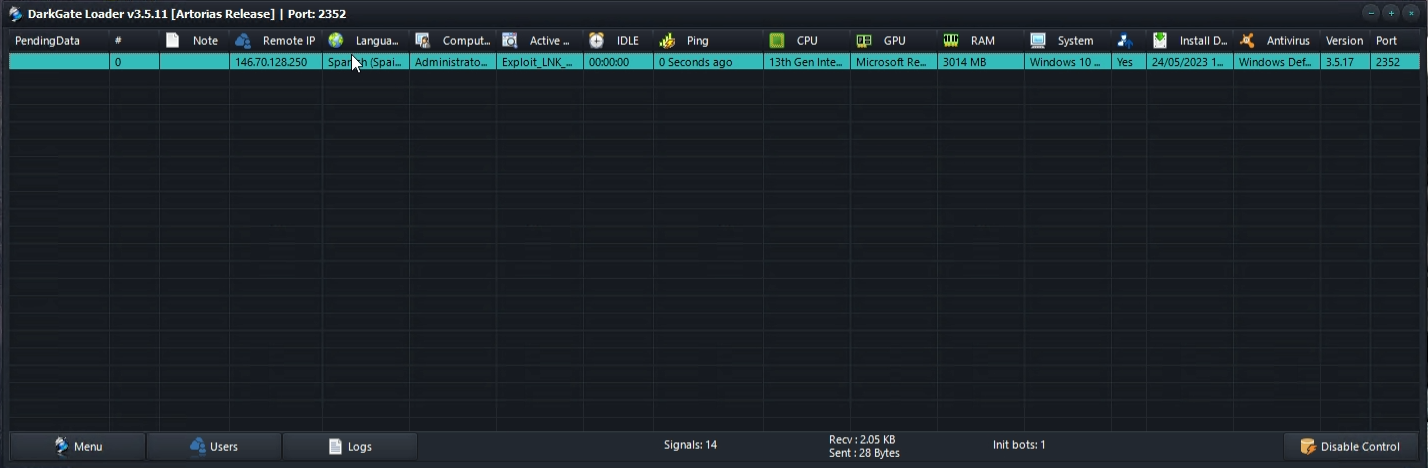 DarkGate Loader v3.5.11 [Artorias Release] | Port: 2352
PendingData # Note Remote IP Langua... Comput... Active ... IDLE Ping CPU GPU RAM System Install D... Antivirus Version Port
0 146.70.128.250 (Spai... Administrato... Exploit_LNK_... 00:00:00 0 Seconds ago 13th Gen Inte... Microsoft Re... 3014 MB Windows 10 ... Yes 24/05/2023 1... Windows Def... 3.5.17 2352
Menu Users Logs Signals: 14 Recv : 2.05 KB Init bots: 1 Disable Control
Sent : 28 Bytes